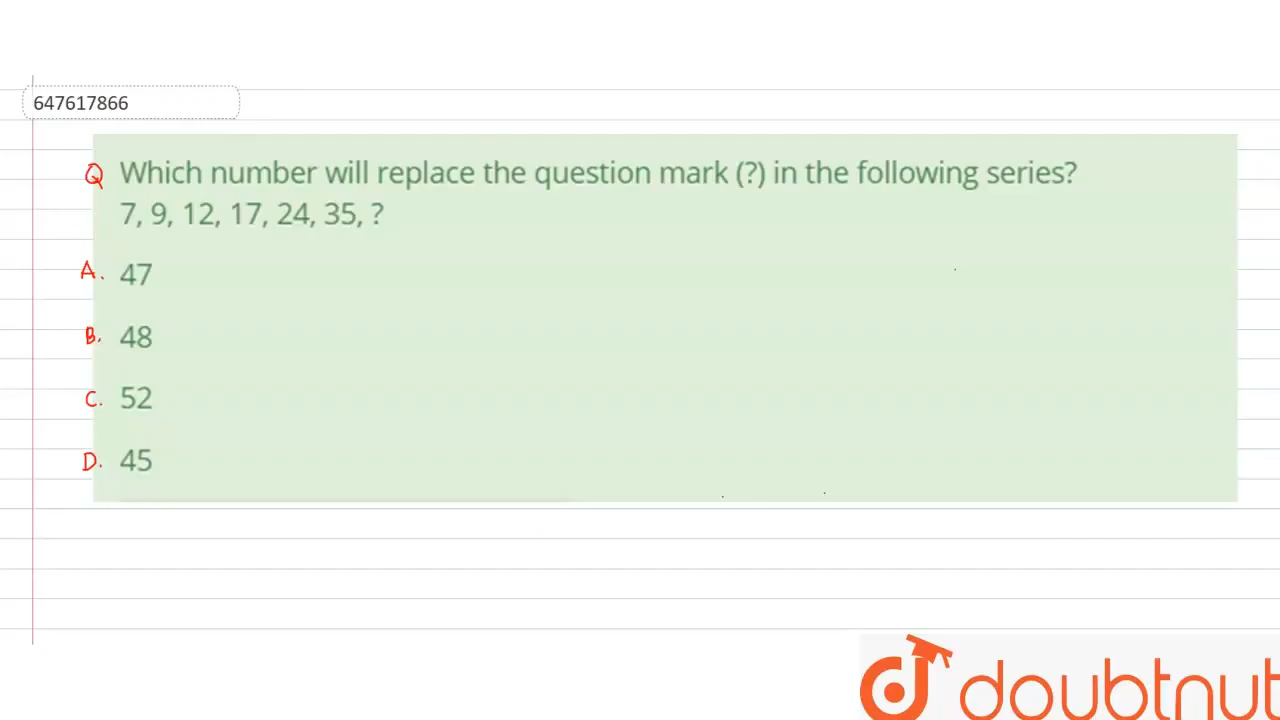 647617866
Q Which number will replace the question mark (?) in the following series?
7, 9, 12, 17, 24, 35, ?
A. 47
B. 48
C. 52
D. 45
doubtnut